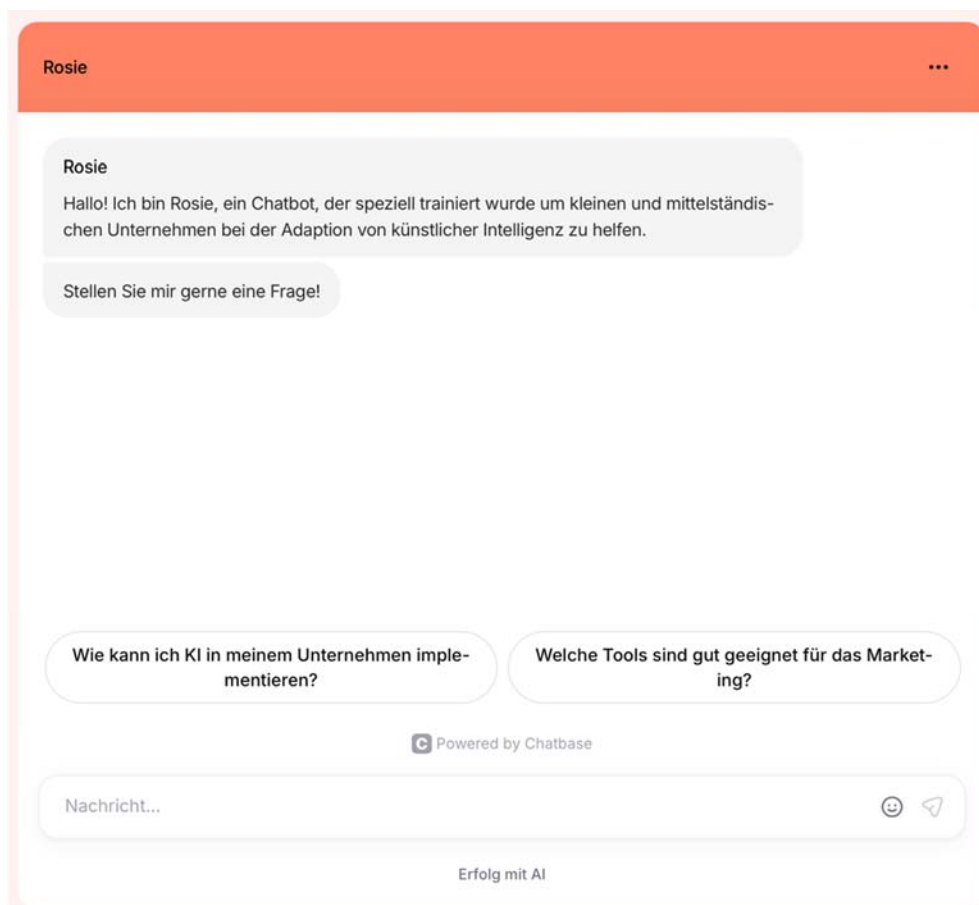 Rosie
...
Rosie
Hallo! Ich bin Rosie, ein Chatbot, der speziell trainiert wurde um kleinen und mittelständis-
chen Unternehmen bei der Adaption von künstlicher Intelligenz zu helfen.
Stellen Sie mir gerne eine Frage!
Wie kann ich KI in meinem Unternehmen imple-
mentieren?
Welche Tools sind gut geeignet für das Market-
ing?
C Powered by Chatbase
Nachricht...
Erfolg mit AI